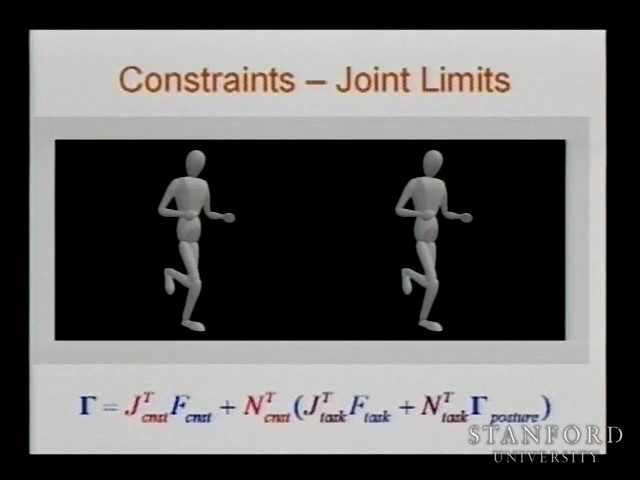 Constraints – Joint Limits
Γ = J^T_cnst F_cnst + N^T_cnst (J^T_task F_task + N^T_task Γ_posture)
STANFORD
UNIVERSITY